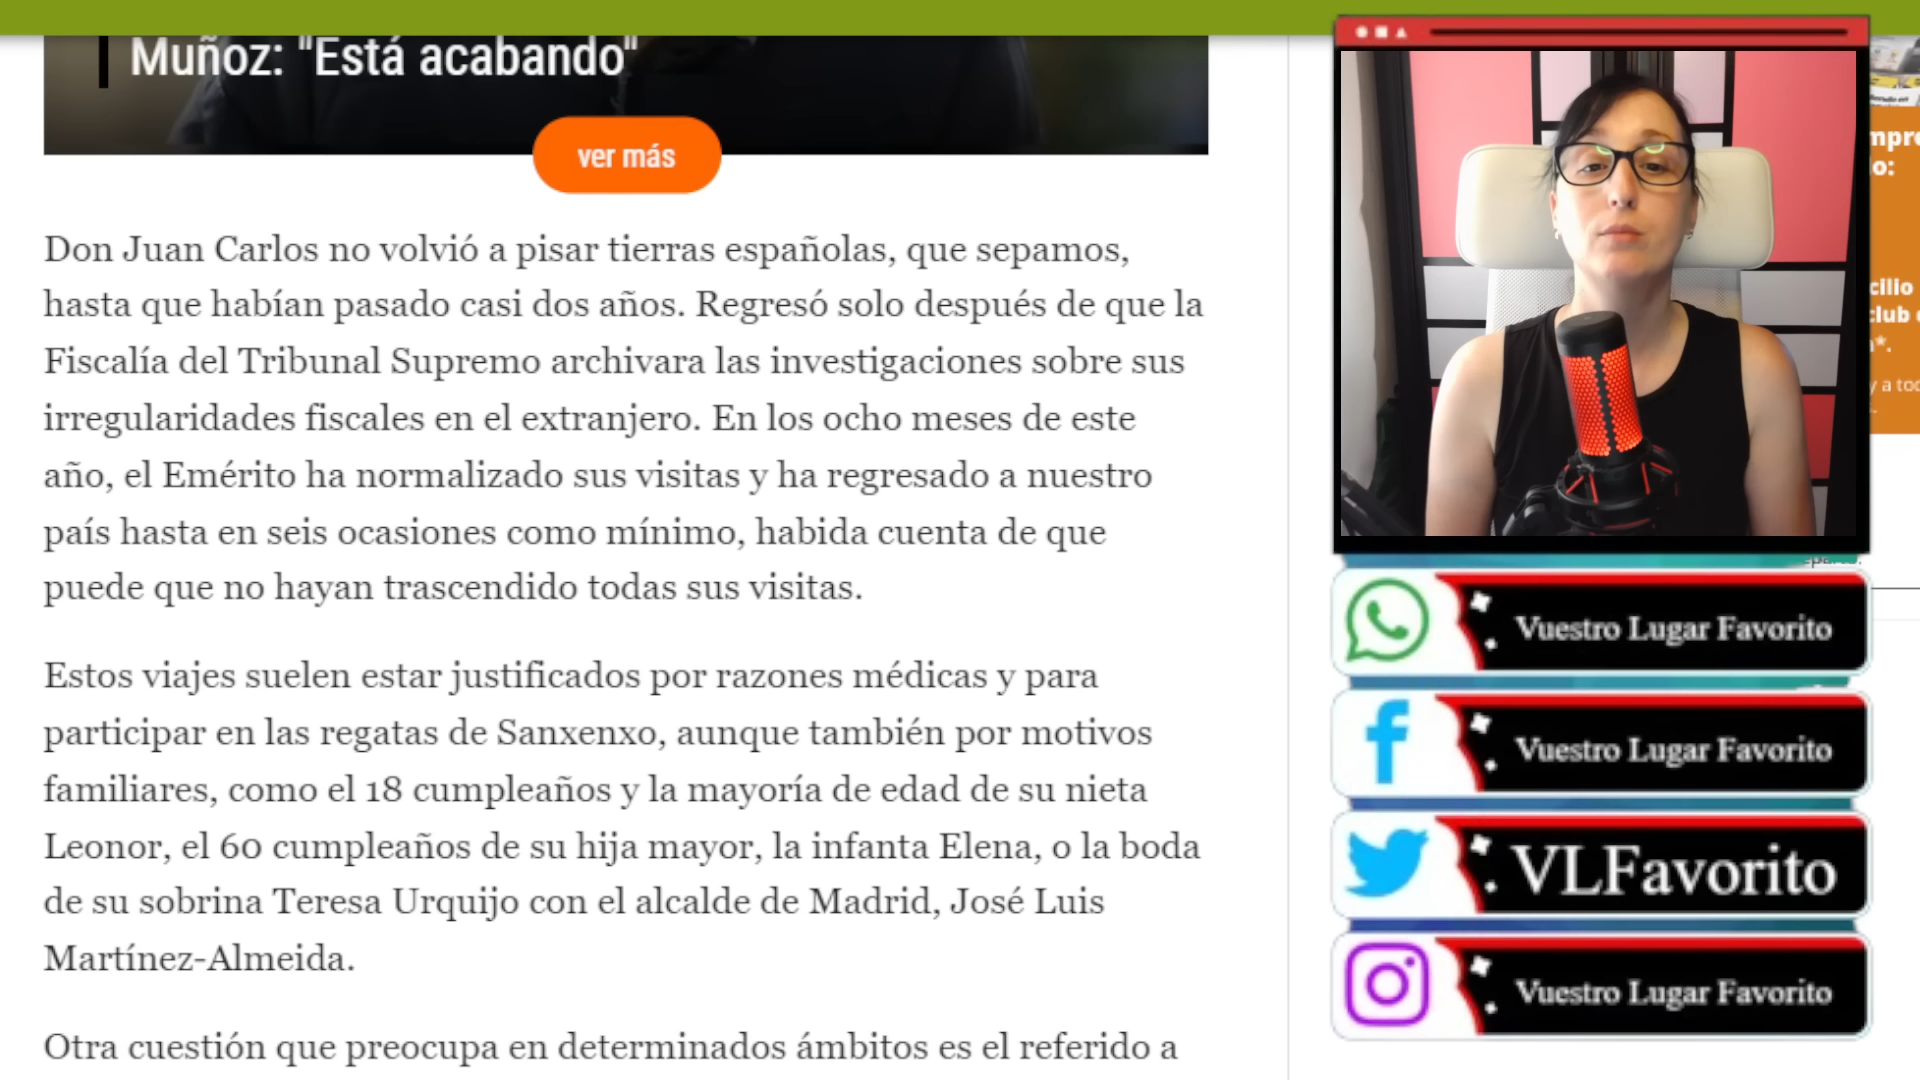 Muñoz: "Está acabando"
ver más
Don Juan Carlos no volvió a pisar tierras españolas, que sepamos,
hasta que habían pasado casi dos años. Regresó solo después de que la
Fiscalía del Tribunal Supremo archivara las investigaciones sobre sus
irregularidades fiscales en el extranjero. En los ocho meses de este
año, el Emérito ha normalizado sus visitas y ha regresado a nuestro
país hasta en seis ocasiones como mínimo, habida cuenta de que
puede que no hayan trascendido todas sus visitas.
Estos viajes suelen estar justificados por razones médicas y para
participar en las regatas de Sanxenxo, aunque también por motivos
familiares, como el 18 cumpleaños y la mayoría de edad de su nieta
Leonor, el 60 cumpleaños de su hija mayor, la infanta Elena, o la boda
de su sobrina Teresa Urquijo con el alcalde de Madrid, José Luis
Martínez-Almeida.
Otra cuestión que preocupa en determinados ámbitos es el referido a
Vuestro Lugar Favorito
Vuestro Lugar Favorito
VLFavorito
Vuestro Lugar Favorito